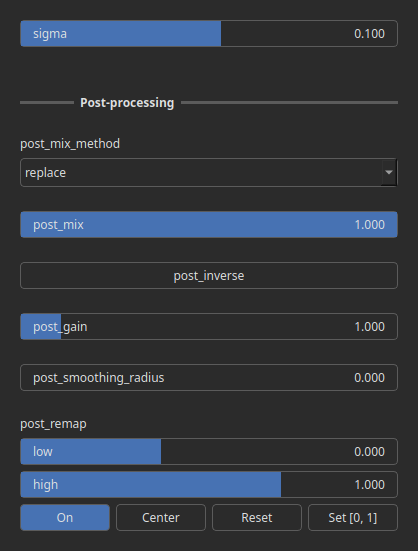 sigma 0.100
Post-processing
post_mix_method
replace
post_mix 1.000
post_inverse
post_gain 1.000
post_smoothing_radius 0.000
post_remap
low 0.000
high 1.000
On Center Reset Set [0, 1]